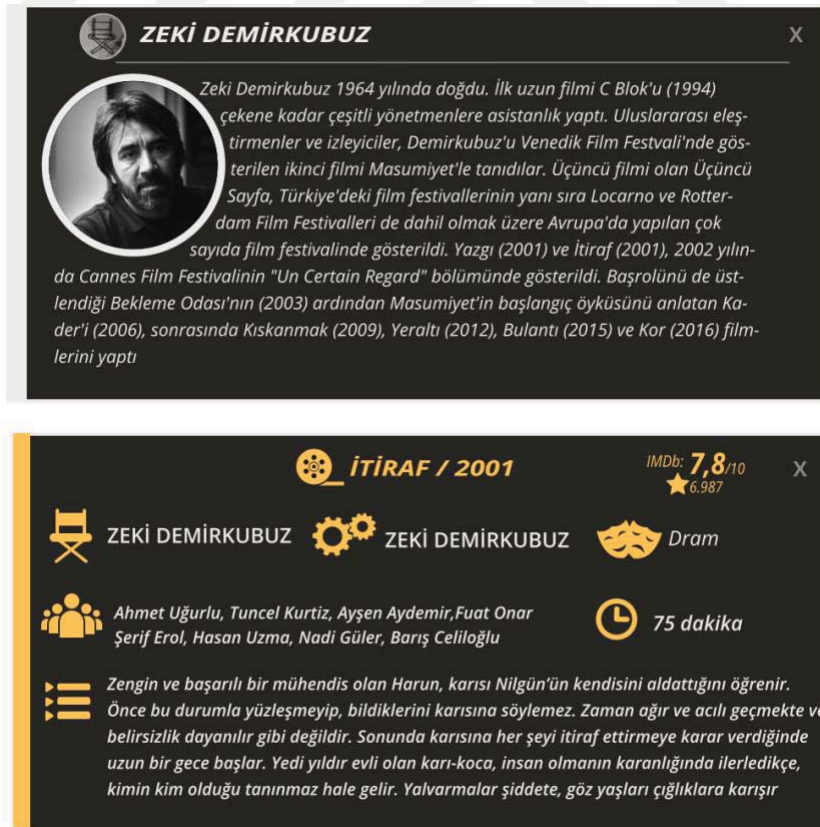 ZEKİ DEMİRKUBUZ
X
Zeki Demirkubuz 1964 yılında doğdu. İlk uzun filmi C Blok'u (1994)
çekene kadar çeşitli yönetmenlere asistanlık yaptı. Uluslararası eleş-
tirmenler ve izleyiciler, Demirkubuz'u Venedik Film Festvali'nde gös-
terilen ikinci filmi Masumiyet'le tanıdılar. Üçüncü filmi olan Üçüncü
Sayfa, Türkiye'deki film festivallerinin yanı sıra Locarno ve Rotter-
dam Film Festivalleri de dahil olmak üzere Avrupa'da yapılan çok
sayıda film festivalinde gösterildi. Yazgı (2001) ve İtiraf (2001), 2002 yılın-
da Cannes Film Festivalinin "Un Certain Regard" bölümünde gösterildi. Başrolünü de üst-
lendiği Bekleme Odası'nın (2003) ardından Masumiyet'in başlangıç öyküsünü anlatan Ka-
der'i (2006), sonrasında Kıskanmak (2009), Yeraltı (2012), Bulantı (2015) ve Kor (2016) film-
lerini yaptı
İTİRAF / 2001
IMDb: 7,8/10
6.987
X
ZEKİ DEMİRKUBUZ
ZEKİ DEMİRKUBUZ
Dram
Ahmet Uğurlu, Tuncel Kurtiz, Ayşen Aydemir,Fuat Onar
Şerif Erol, Hasan Uzma, Nadi Güler, Barış Celiloğlu
75 dakika
Zengin ve başarılı bir mühendis olan Harun, karısı Nilgün'ün kendisini aldattığını öğrenir.
Önce bu durumla yüzleşmeyip, bildiklerini karısına söylemez. Zaman ağır ve acılı geçmekte ve
belirsizlik dayanılır gibi değildir. Sonunda karısına her şeyi itiraf ettirmeye karar verdiğinde
uzun bir gece başlar. Yedi yıldır evli olan karı-koca, insan olmanın karanlığında ilerledikçe,
kimin kim olduğu tanınmaz hale gelir. Yalvarmalar şiddete, göz yaşları çığlıklara karışır